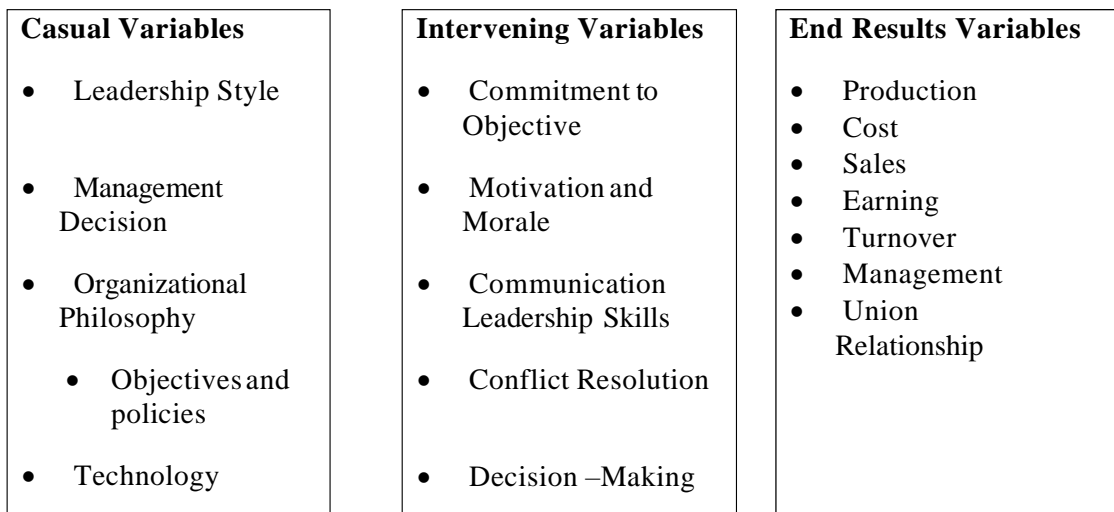 Casual Variables
• Leadership Style
• Management
Decision
• Organizational
Philosophy
• Objectives and
policies
• Technology
Intervening Variables
• Commitment to
Objective
• Motivation and
Morale
• Communication
Leadership Skills
• Conflict Resolution
• Decision –Making
End Results Variables
• Production
• Cost
• Sales
• Earning
• Turnover
• Management
• Union
Relationship